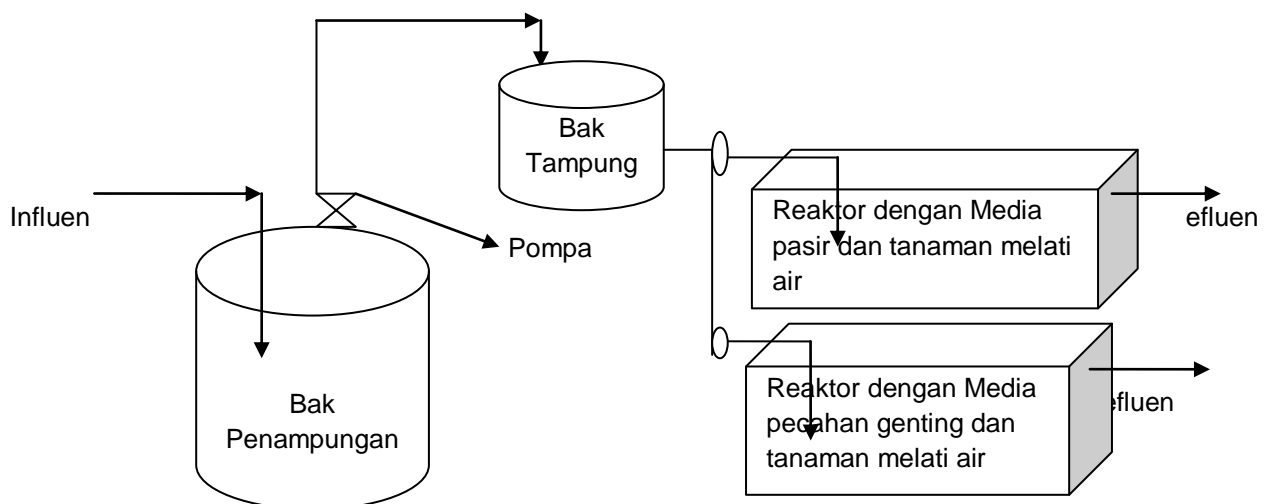 Influen
Bak
Penampungan
Pompa
Bak
Tampung
Reaktor dengan Media
pasir dan tanaman melati
air
efluen
Reaktor dengan Media
pecahan genting dan
tanaman melati air
efluen